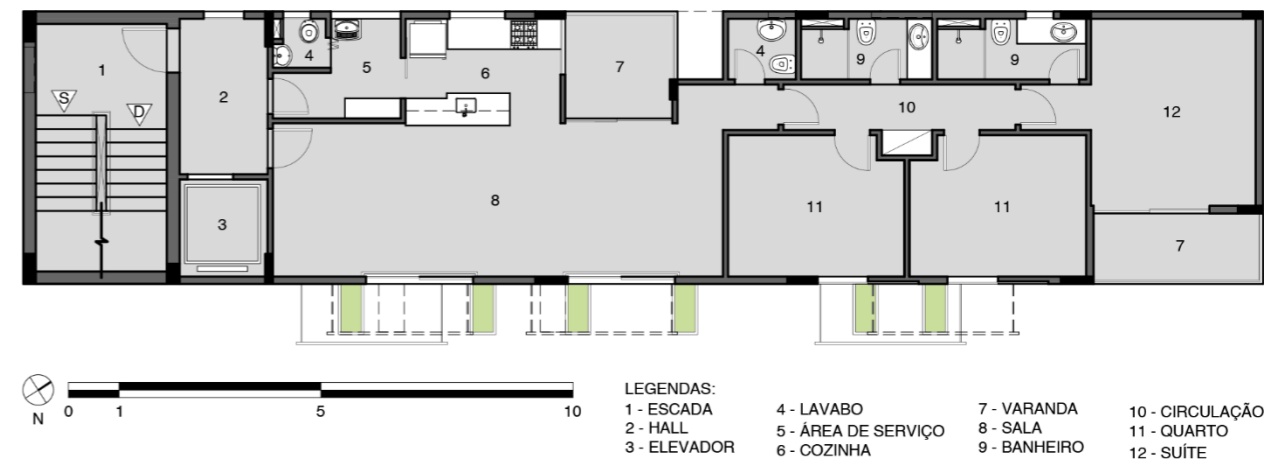 4
1
5
6
7
4
9
9
2
10
12
S
D
8
11
11
3
7
N
0 1 5 10
LEGENDAS:
1 - ESCADA
2 - HALL
3 - ELEVADOR
4 - LAVABO
5 - ÁREA DE SERVIÇO
6 - COZINHA
7 - VARANDA
8 - SALA
9 - BANHEIRO
10 - CIRCULAÇÃO
11 - QUARTO
12 - SUÍTE